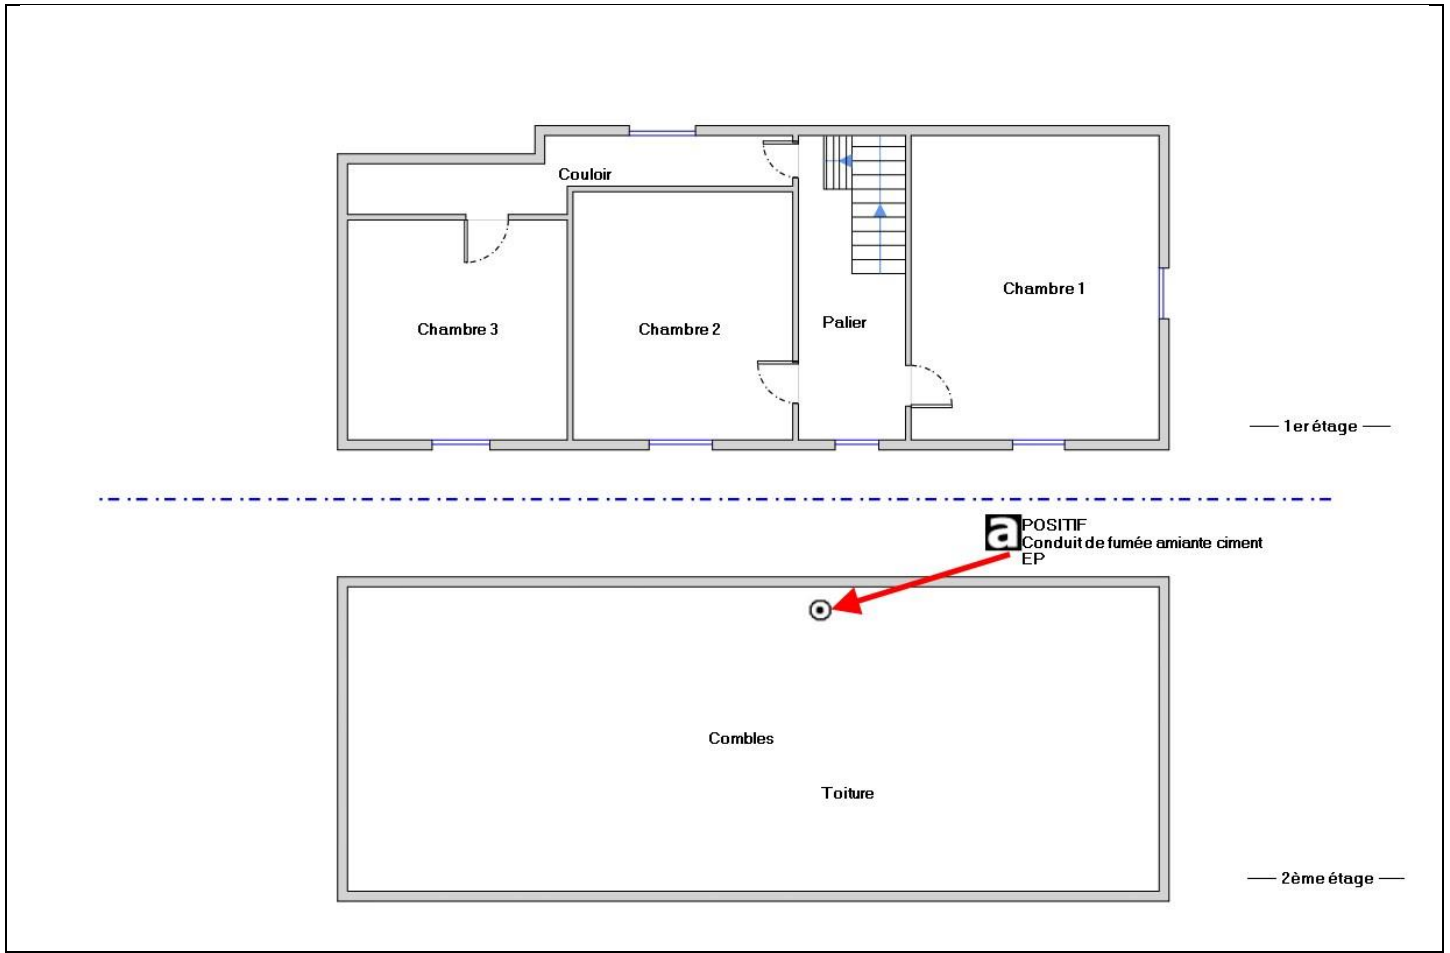 Couloir
Chambre 1
Palier
Chambre 3
Chambre 2
1er étage
a POSITIF
Conduit de fumée amiante ciment
EP
Combles
Toiture
2ème étage